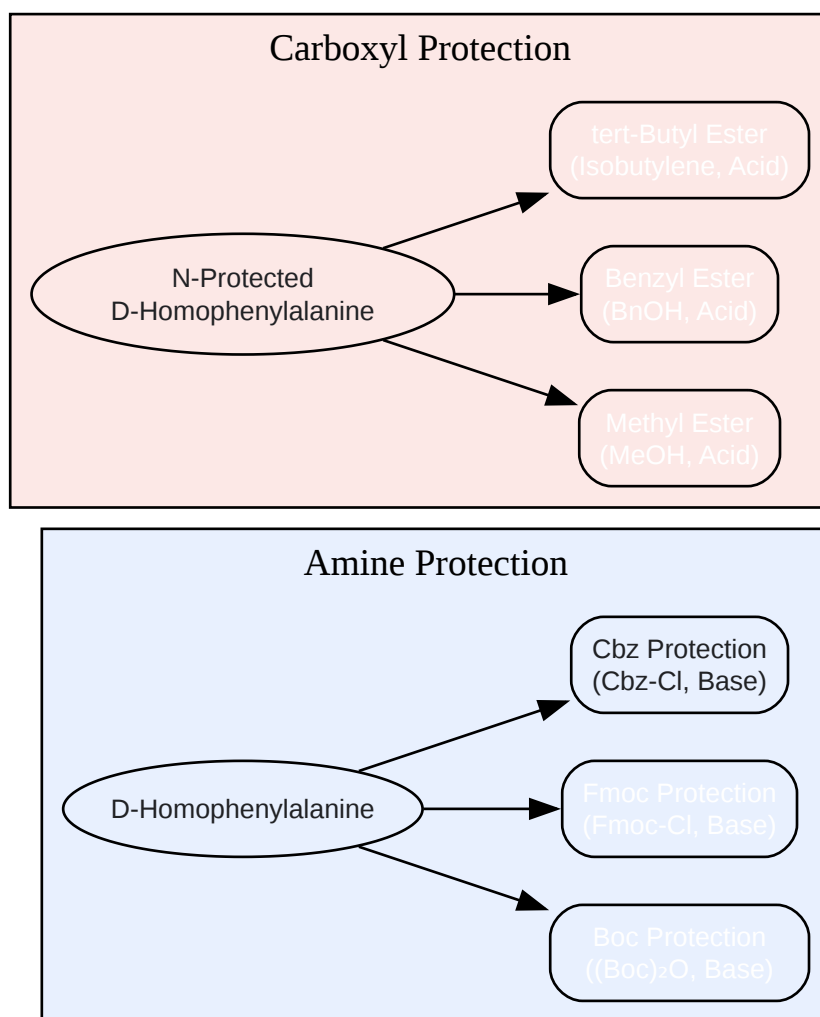 Carboxyl Protection
tert-Butyl Ester
(Isobutylene, Acid)
N-Protected
D-Homophenylalanine
Benzyl Ester
(BnOH, Acid)
Methyl Ester
(MeOH, Acid)
Amine Protection
Cbz Protection
(Cbz-Cl, Base)
D-Homophenylalanine
Fmoc Protection
(Fmoc-Cl, Base)
Boc Protection
((Boc)₂O, Base)